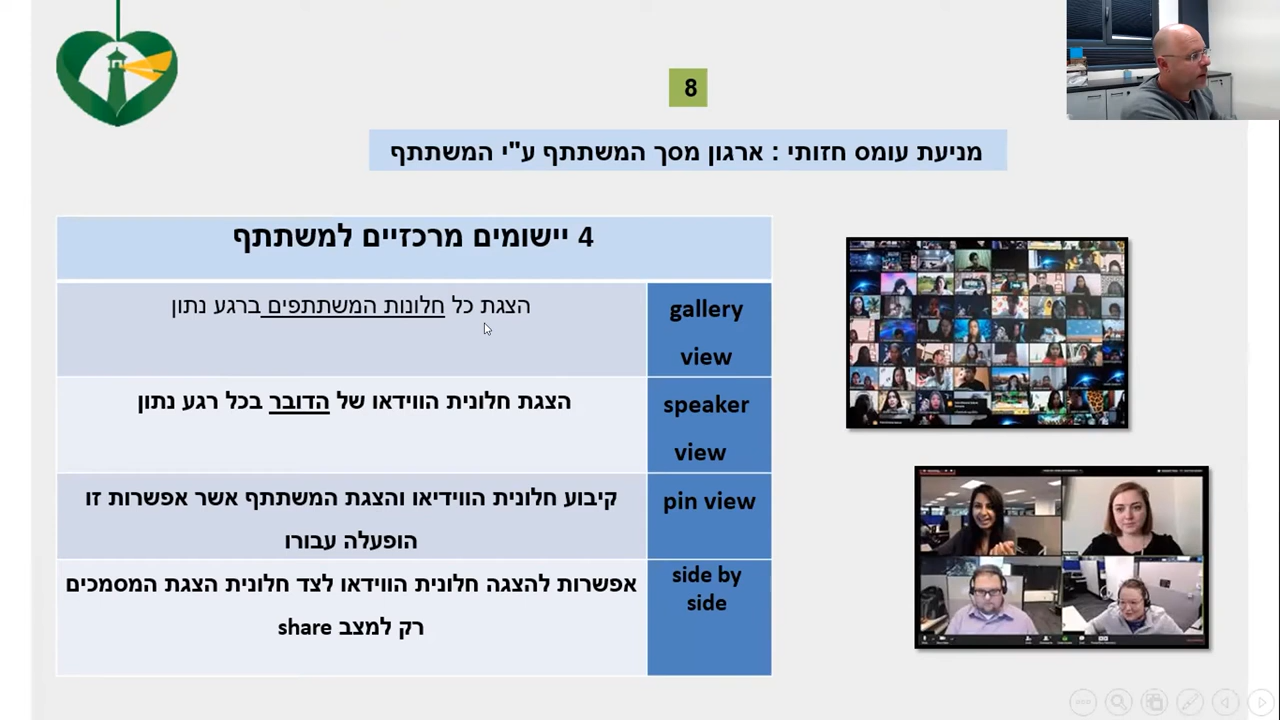 8
מניעת עומס חזותי : ארגון מסך המשתתף ע"י המשתתף
4 יישומים מרכזיים למשתתף
gallery
view
הצגת כל חלונות המשתתפים ברגע נתון
speaker
view
הצגת חלונית הווידאו של הדובר בכל רגע נתון
pin view
קיבוע חלונית הווידיאו והצגת המשתתף אשר אפשרות זו
הופעלה עבורו
side by
side
אפשרות להצגה חלונית הווידאו לצד חלונית הצגת המסמכים
רק למצב share